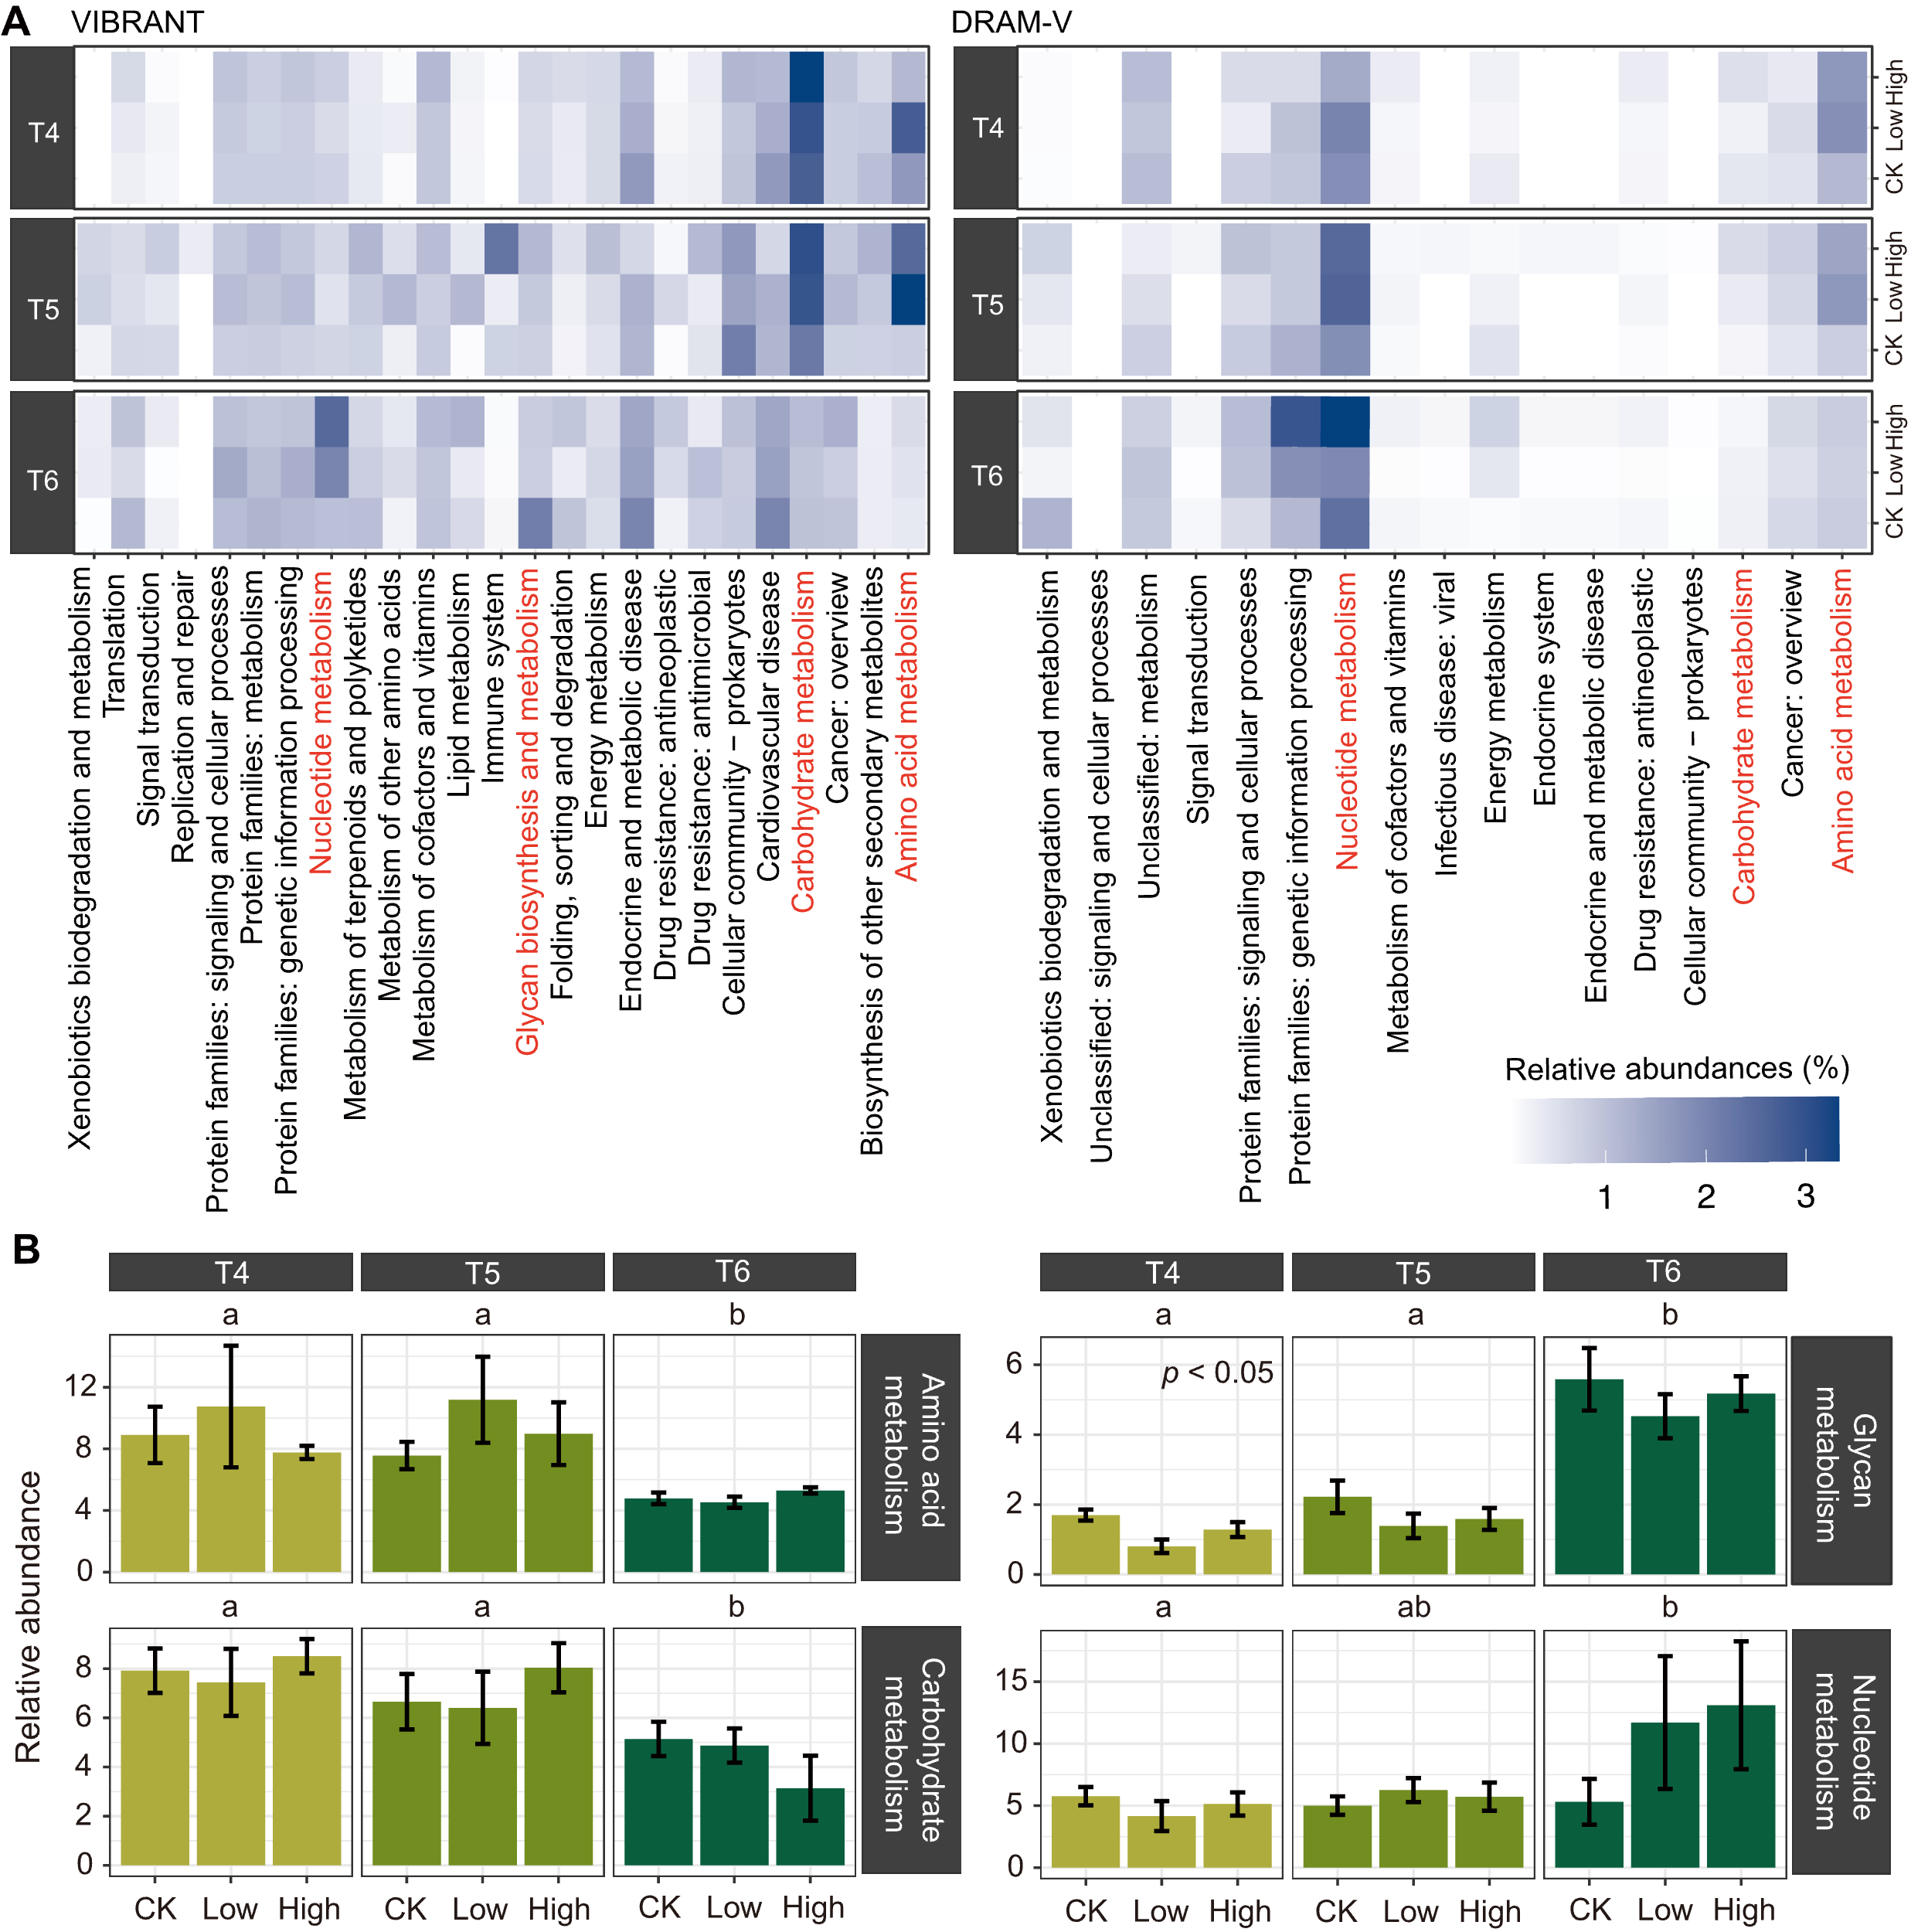 A
VIBRANT
DRAM-V
T4
T5
T6
T4
T5
T6
High
Low
CK
High
Low
CK
High
Low
CK
Xenobiotics biodegradation and metabolism
Translation
Signal transduction
Replication and repair
Protein families: signaling and cellular processes
Protein families: metabolism
Protein families: genetic information processing
Nucleotide metabolism
Metabolism of terpenoids and polyketides
Metabolism of other amino acids
Metabolism of cofactors and vitamins
Lipid metabolism
Immune system
Glycan biosynthesis and metabolism
Folding, sorting and degradation
Energy metabolism
Endocrine and metabolic disease
Drug resistance: antineoplastic
Drug resistance: antimicrobial
Cellular community − prokaryotes
Cardiovascular disease
Carbohydrate metabolism
Cancer: overview
Biosynthesis of other secondary metabolites
Amino acid metabolism
Xenobiotics biodegradation and metabolism
Unclassified: signaling and cellular processes
Unclassified: metabolism
Signal transduction
Protein families: signaling and cellular processes
Protein families: genetic information processing
Nucleotide metabolism
Metabolism of cofactors and vitamins
Infectious disease: viral
Energy metabolism
Endocrine system
Endocrine and metabolic disease
Drug resistance: antineoplastic
Cellular community − prokaryotes
Carbohydrate metabolism
Cancer: overview
Amino acid metabolism
Relative abundances (%)
1 2 3
B
Relative abundance
T4 T5 T6
a a b
12
8
4
0
Amino acid
metabolism
a a b
8
6
4
2
0
Carbohydrate
metabolism
CK Low High CK Low High CK Low High
T4 T5 T6
a a b
p < 0.05
6
4
2
0
Glycan
metabolism
a ab b
15
10
5
0
Nucleotide
metabolism
CK Low High CK Low High CK Low High